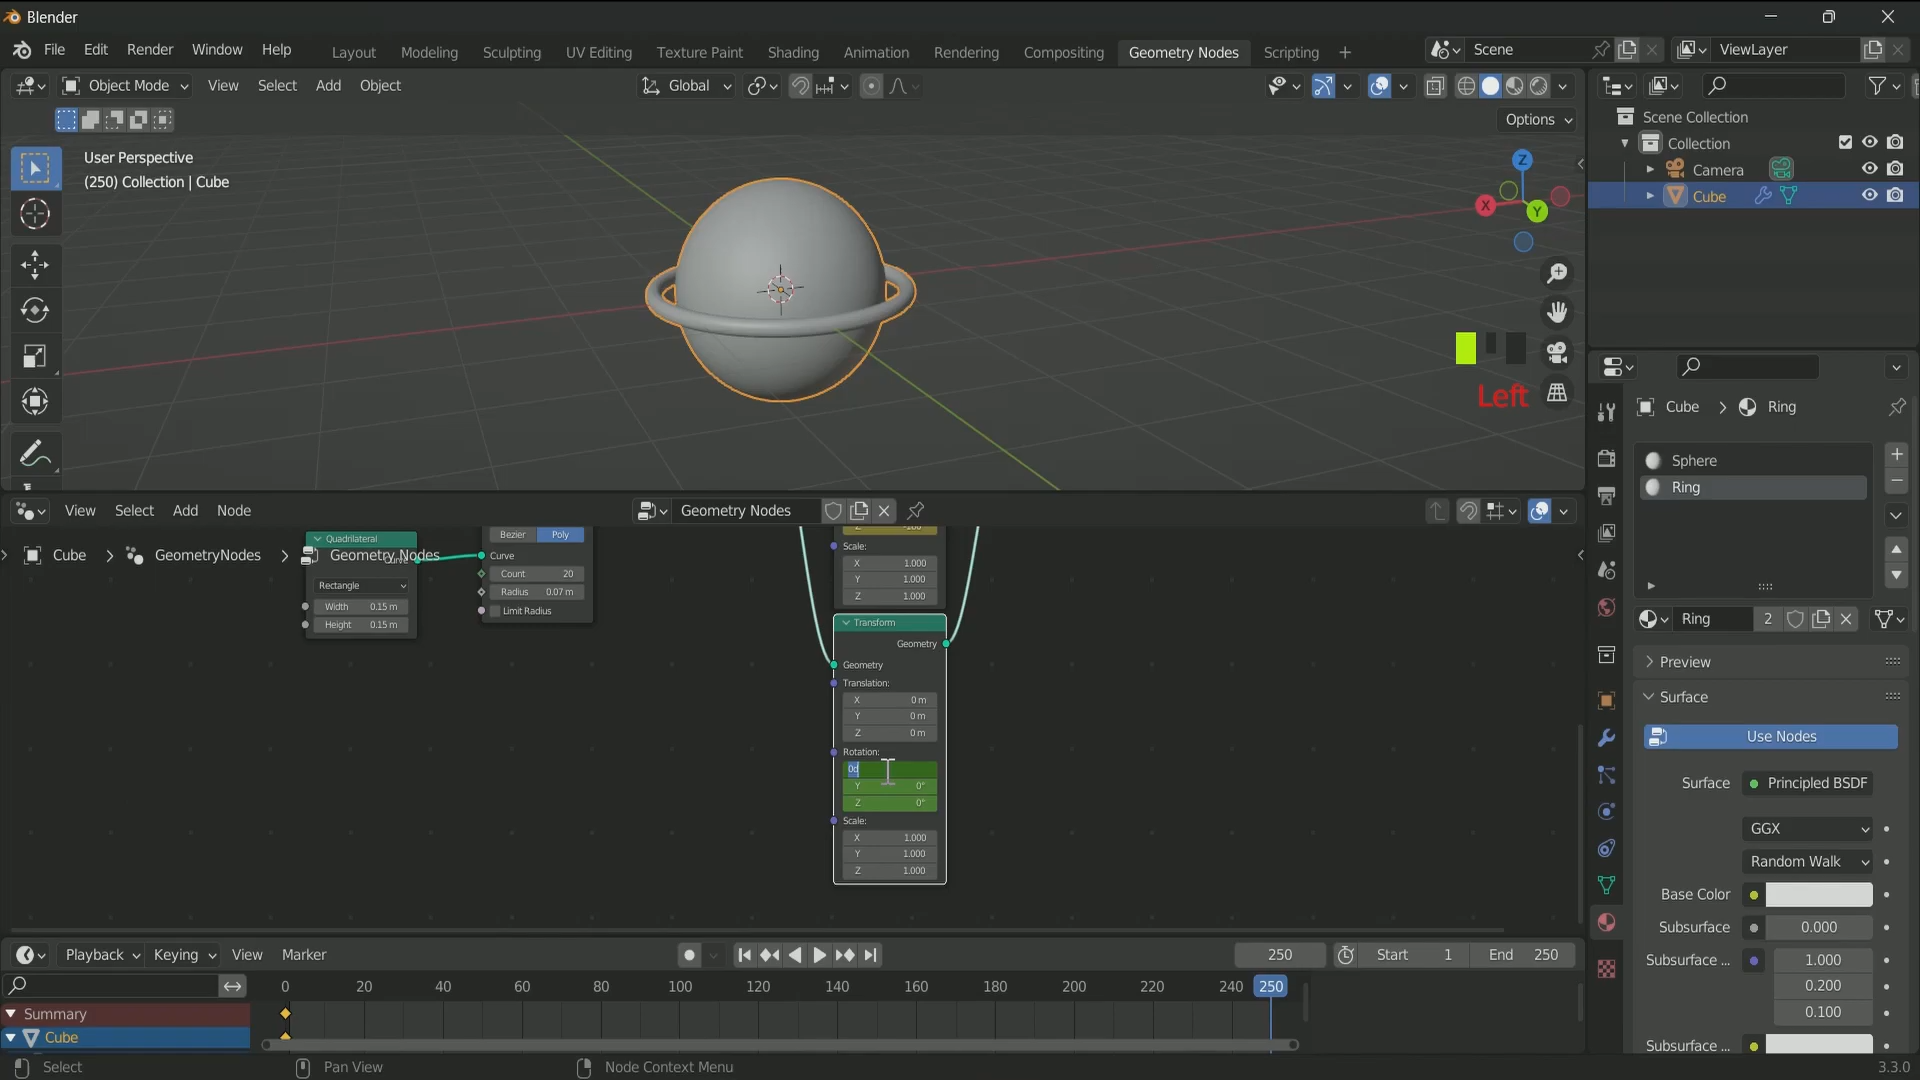 Blender
File Edit Render Window Help
Layout Modeling Sculpting UV Editing Texture Paint Shading Animation Rendering Compositing Geometry Nodes Scripting
Scene
ViewLayer
Object Mode View Select Add Object
Global
Options
User Perspective
(250) Collection | Cube
Z
X
Y
Left
Scene Collection
Collection
Camera
Cube
Cube Ring
Sphere
Ring
Ring 2
Preview
Surface
Use Nodes
Surface Principled BSDF
GGX
Random Walk
Base Color
Subsurface 0.000
Subsurface ... 1.000
0.200
0.100
Subsurface ...
View Select Add Node
Geometry Nodes
Cube GeometryNodes Geometry Nodes
Quadrilateral
Curve
Rectangle
Width 0.15 m
Height 0.15 m
Bezier Poly
Curve
Count 20
Radius 0.07 m
Limit Radius
Z -180
Scale:
X 1.000
Y 1.000
Z 1.000
Transform
Geometry
Geometry
Translation:
X 0 m
Y 0 m
Z 0 m
Rotation:
0d
Y 0°
Z 0°
Scale:
X 1.000
Y 1.000
Z 1.000
Playback Keying View Marker
250 Start 1 End 250
0 20 40 60 80 100 120 140 160 180 200 220 240 250
Summary
Cube
Select Pan View Node Context Menu 3.3.0